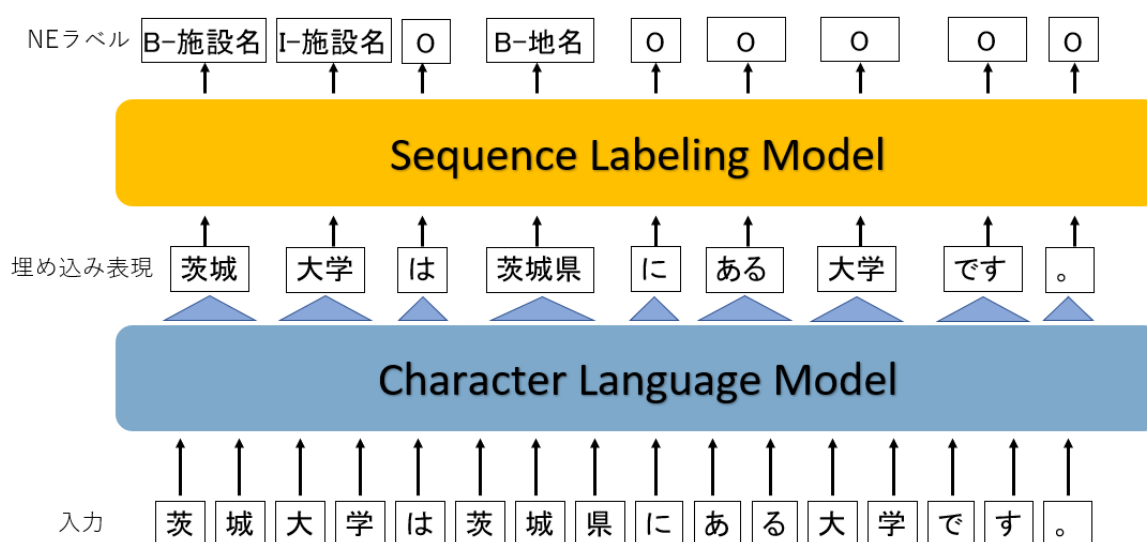 NEラベル B-施設名 I-施設名 O B-地名 O O O O O
Sequence Labeling Model
埋め込み表現 茨城 大学 は 茨城県 に ある 大学 です 。
Character Language Model
入力 茨 城 大 学 は 茨 城 県 に あ る 大 学 で す 。